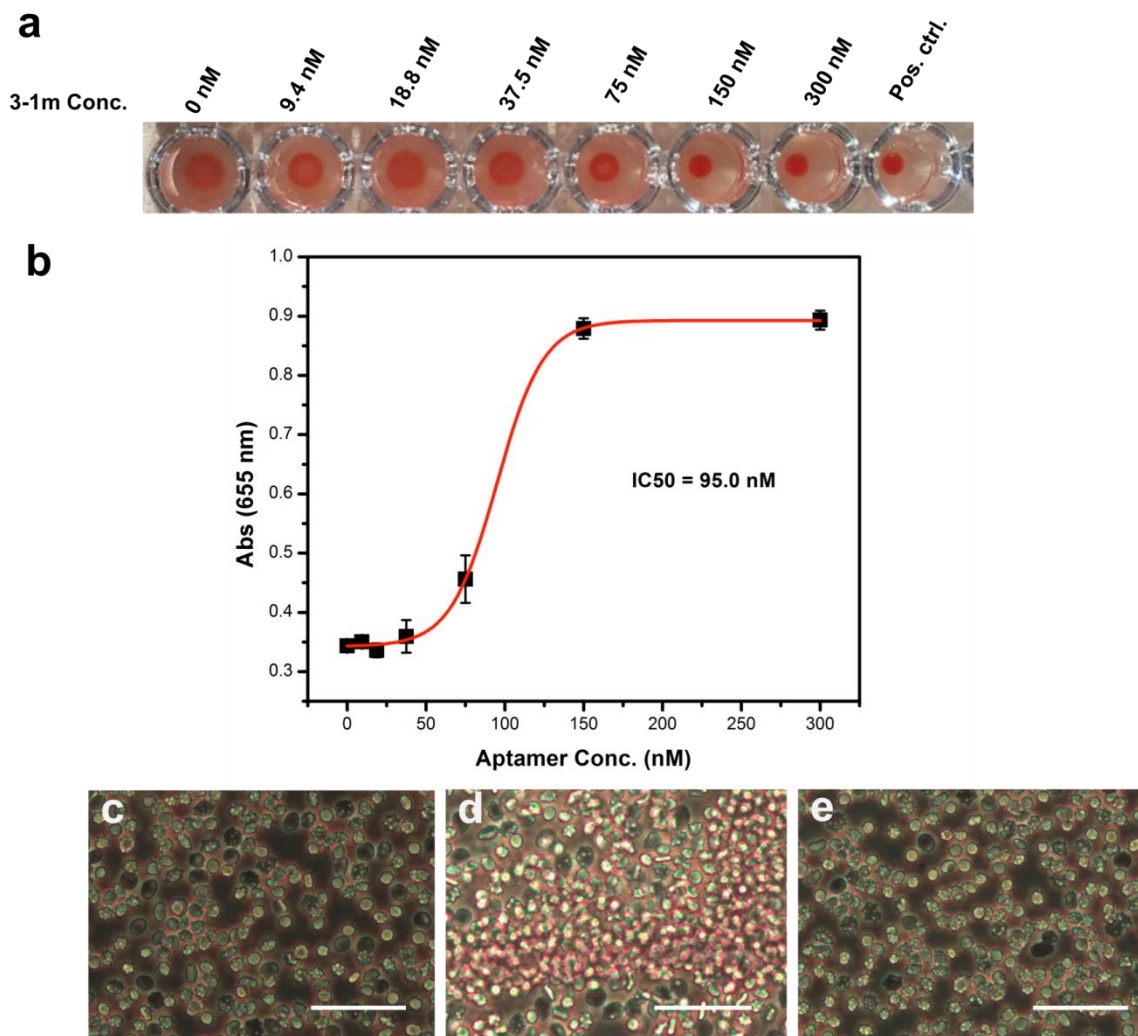 a
3-1m Conc.
0 nM
9.4 nM
18.8 nM
37.5 nM
75 nM
150 nM
300 nM
Pos. ctrl.
b
1.0
0.9
0.8
0.7
0.6
0.5
0.4
0.3
Abs (655 nm)
IC50 = 95.0 nM
0
50
100
150
200
250
300
Aptamer Conc. (nM)
c
d
e